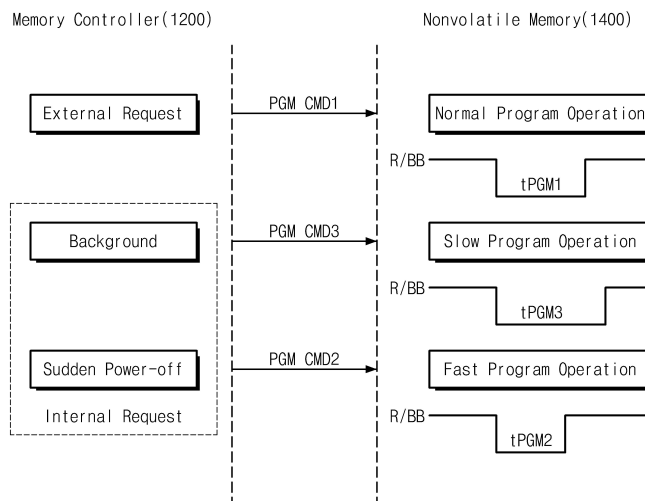 Memory Controller(1200) Nonvolatile Memory(1400)
External Request PGM CMD1 Normal Program Operation
R/BB tPGM1
Background PGM CMD3 Slow Program Operation
R/BB tPGM3
Sudden Power-off PGM CMD2 Fast Program Operation
Internal Request R/BB tPGM2